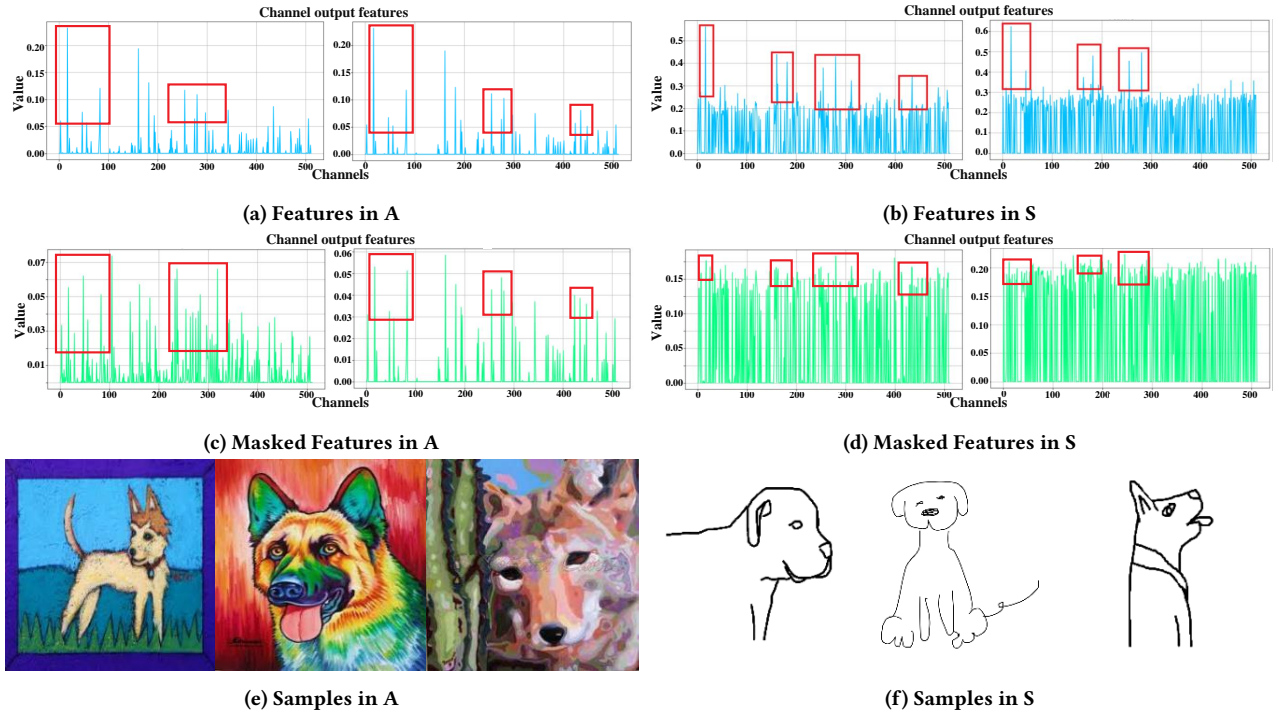 Channel output features
Value
0.20
0.15
0.10
0.05
0.00
0 100 200 300 400 500
0.20
0.15
0.10
0.05
0.00
0 100 200 300 400 500
Channels
(a) Features in A
Channel output features
Value
0.5
0.4
0.3
0.2
0.1
0.0
0 100 200 300 400 500
0.6
0.5
0.4
0.3
0.2
0.1
0.0
0 100 200 300 400 500
Channels
(b) Features in S
Channel output features
Value
0.07
0.05
0.03
0.01
0 100 200 300 400 500
0.06
0.05
0.04
0.03
0.02
0.01
0.00
0 100 200 300 400 500
Channels
(c) Masked Features in A
Channel output features
Value
0.15
0.10
0.05
0.00
0 100 200 300 400 500
0.20
0.15
0.10
0.05
0.00
0 100 200 300 400 500
Channels
(d) Masked Features in S
(e) Samples in A
(f) Samples in S